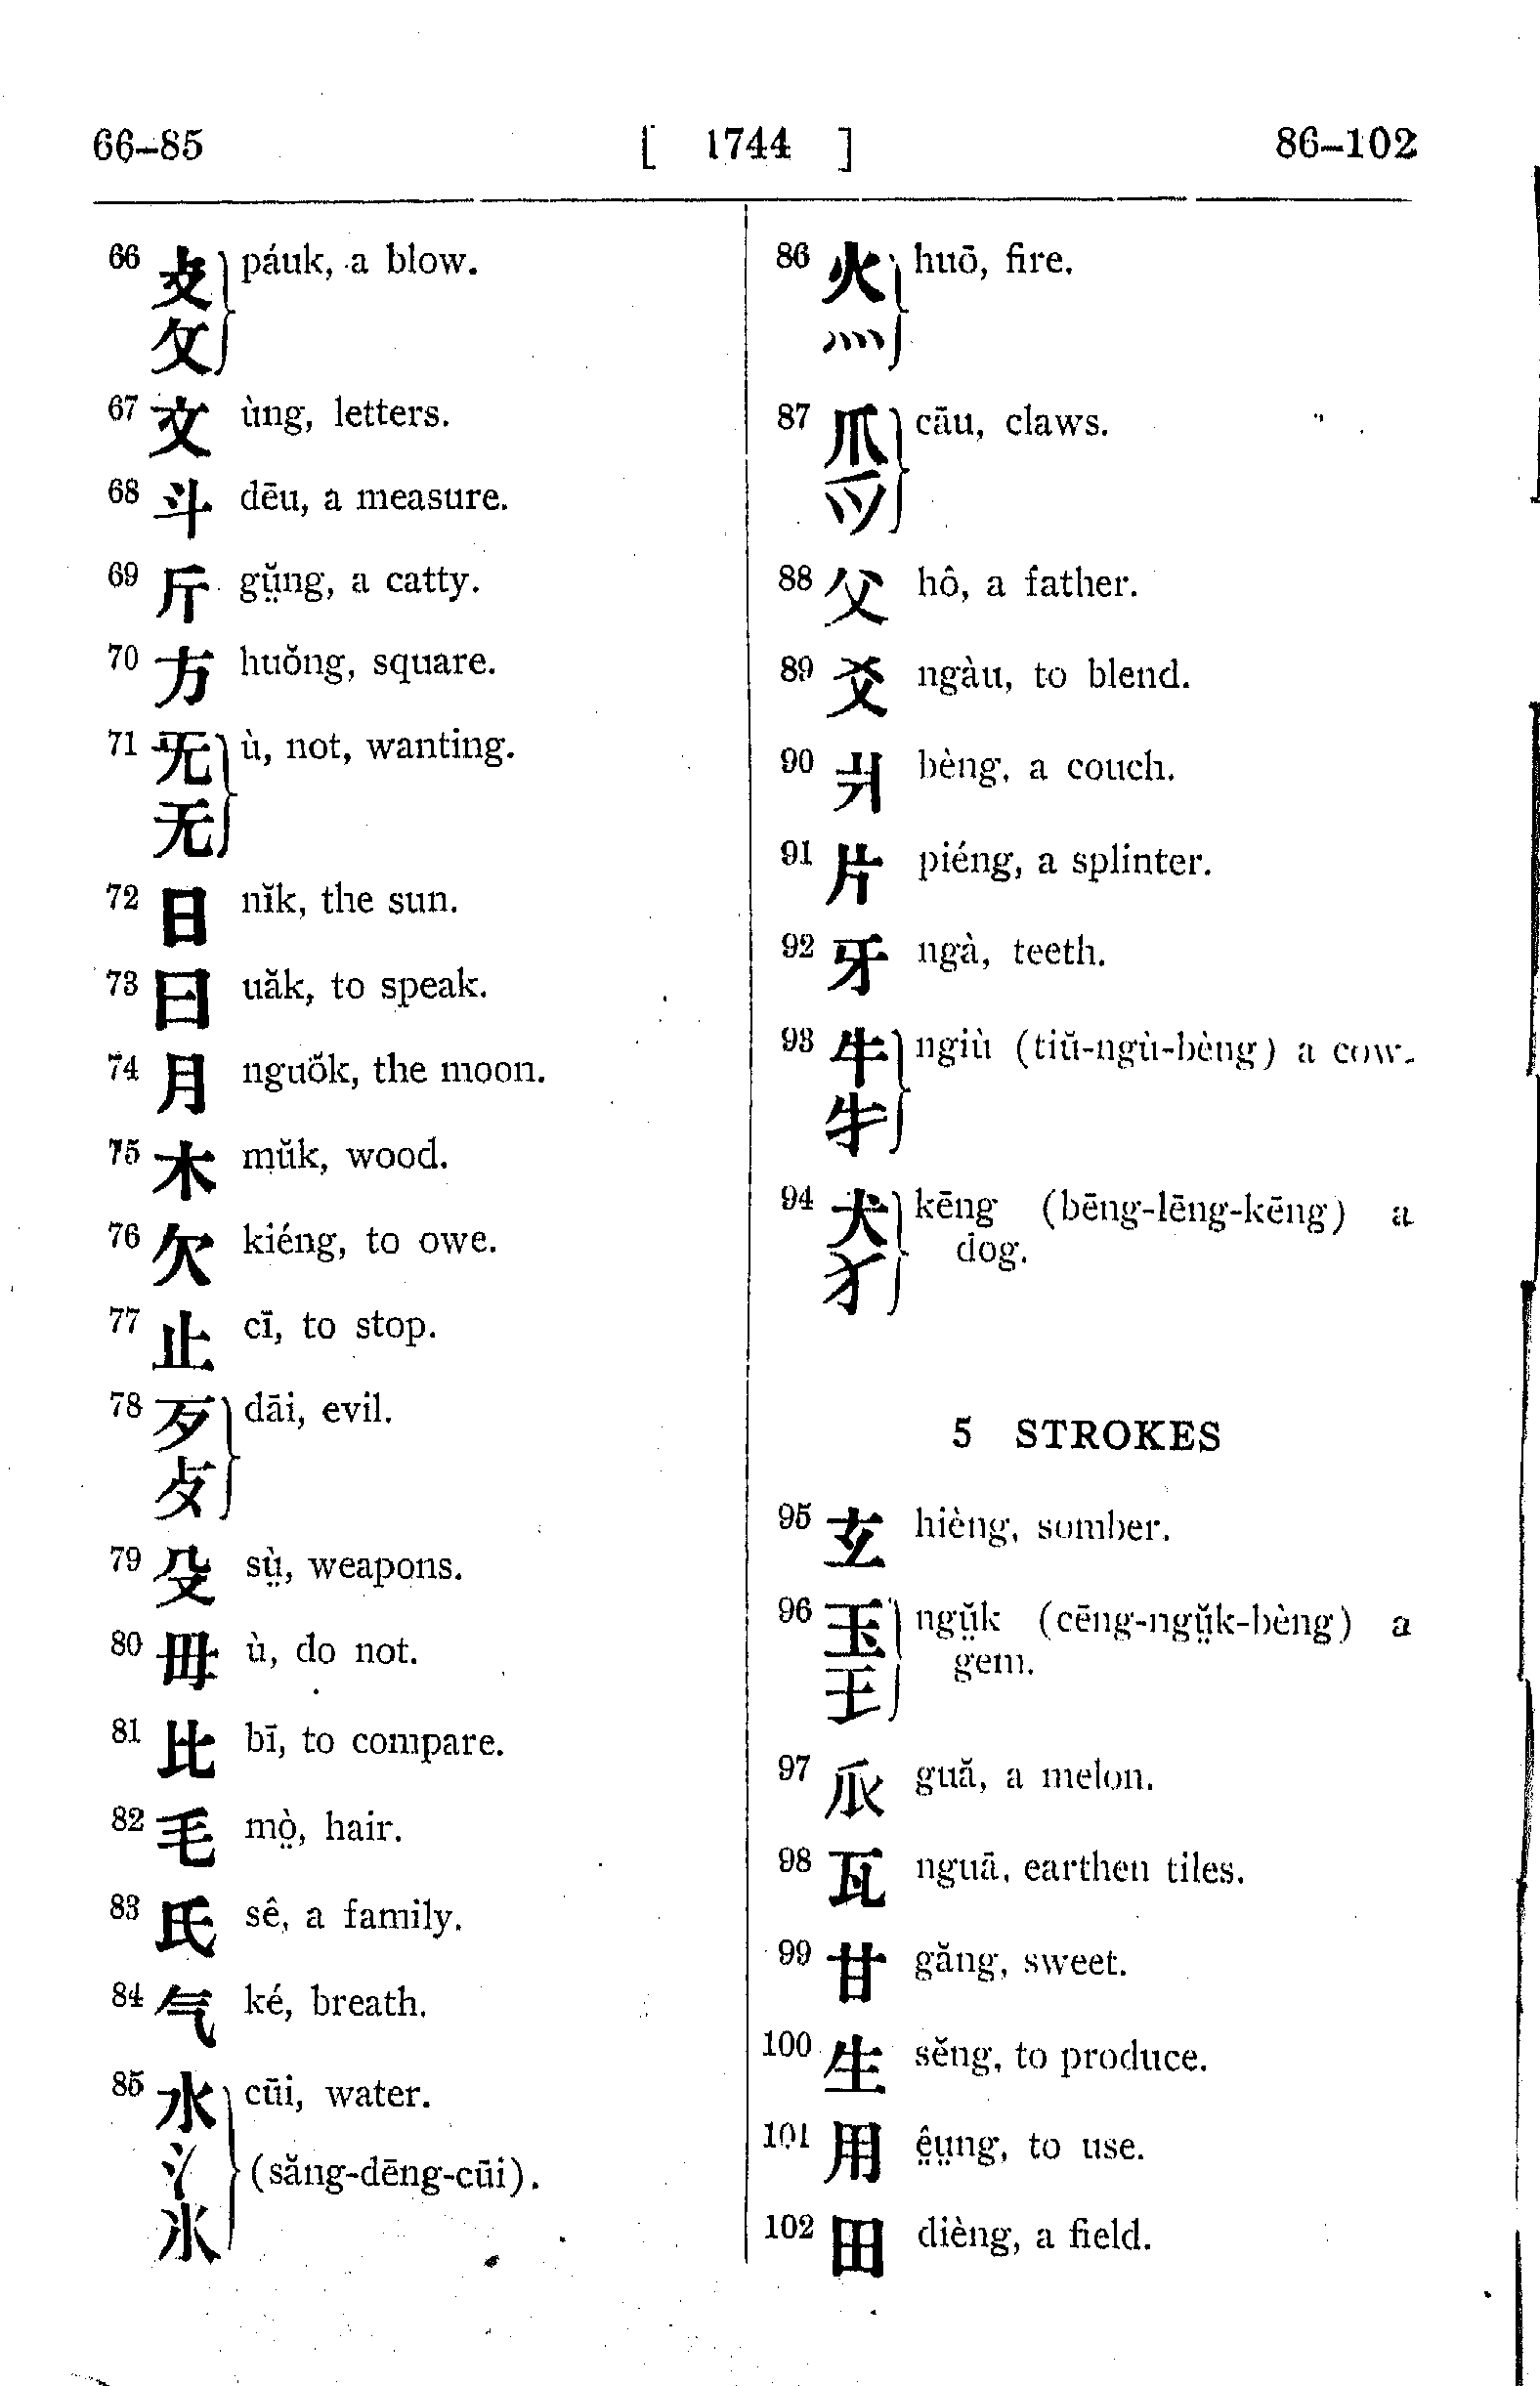 66–85 [ 1744 ] 86–102
66 攴 páuk, a blow.
攵
67 文 ùng, letters.
68 斗 dēu, a measure.
69 斤 gṳ̆ng, a catty.
70 方 huŏng, square.
71 旡 ù, not, wanting.
无
72 日 nĭk, the sun.
73 曰 uăk, to speak.
74 月 nguŏk, the moon.
75 木 mŭk, wood.
76 欠 kiéng, to owe.
77 止 cī, to stop.
78 歹 dāi, evil.
歺
79 殳 sṳ̀, weapons.
80 毋 ù, do not.
81 比 bī, to compare.
82 毛 mò̤, hair.
83 氏 sê, a family.
84 气 ké, breath.
85 水 cūi, water.
氵 (săng-dēng-cūi).
氺
86 火 huō, fire.
灬
87 爪 cāu, claws.
爫
88 父 hô, a father.
89 爻 ngàu, to blend.
90 爿 bèng, a couch.
91 片 piéng, a splinter.
92 牙 ngà, teeth.
93 牛 ngiù (tiŭ-ngù-bèng) a cow.
牜
94 犬 kēng (bēng-lēng-kēng) a
犭 dog.
5 STROKES
95 玄 hièng, somber.
96 玉 ngṳ̆k (cēng-ngṳ̆k-bèng) a
gem.
王
97 瓜 guă, a melon.
98 瓦 nguā, earthen tiles.
99 甘 găng, sweet.
100 生 sĕng, to produce.
101 用 ê̤ṳng, to use.
102 田 dièng, a field.